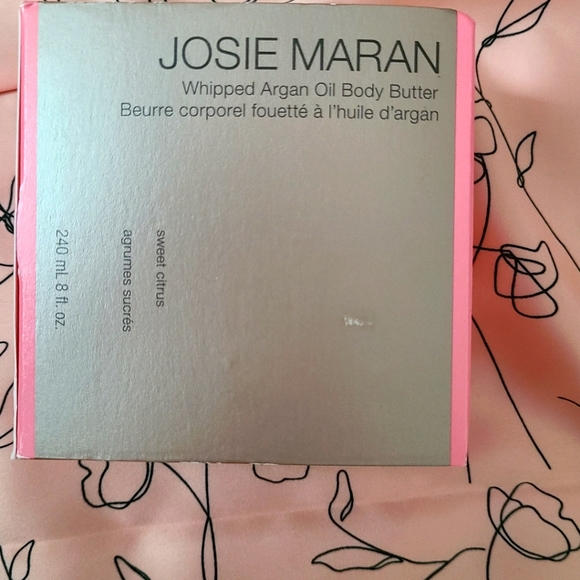 JOSIE MARAN
Whipped Argan Oil Body Butter
Beurre corporel fouetté à l'huile d'argan
sweet citrus
agrumes sucrés
240 mL 8 fl. oz.